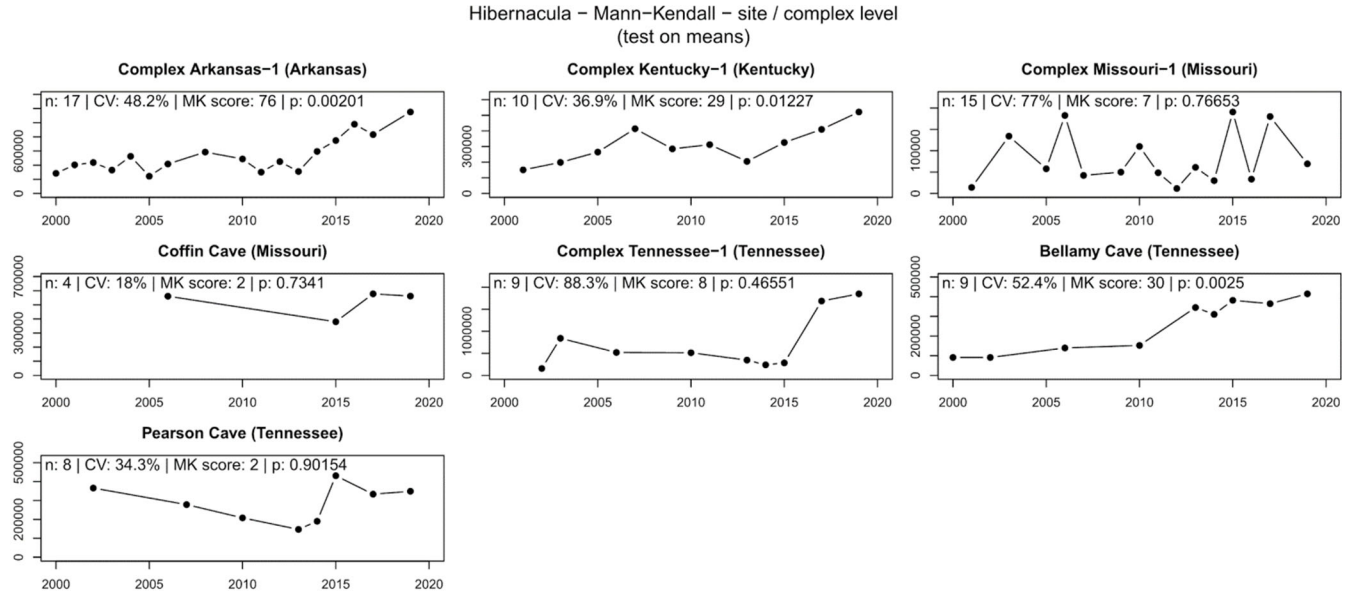 Hibernacula − Mann−Kendall − site / complex level
(test on means)
Complex Arkansas−1 (Arkansas)
n: 17 | CV: 48.2% | MK score: 76 | p: 0.00201
0
600000
2000 2005 2010 2015 2020
Complex Kentucky−1 (Kentucky)
n: 10 | CV: 36.9% | MK score: 29 | p: 0.01227
0
300000
2000 2005 2010 2015 2020
Complex Missouri−1 (Missouri)
n: 15 | CV: 77% | MK score: 7 | p: 0.76653
0
100000
2000 2005 2010 2015 2020
Coffin Cave (Missouri)
n: 4 | CV: 18% | MK score: 2 | p: 0.7341
0
300000
700000
2000 2005 2010 2015 2020
Complex Tennessee−1 (Tennessee)
n: 9 | CV: 88.3% | MK score: 8 | p: 0.46551
0
100000
2000 2005 2010 2015 2020
Bellamy Cave (Tennessee)
n: 9 | CV: 52.4% | MK score: 30 | p: 0.0025
0
200000
500000
2000 2005 2010 2015 2020
Pearson Cave (Tennessee)
n: 8 | CV: 34.3% | MK score: 2 | p: 0.90154
0
200000
500000
2000 2005 2010 2015 2020